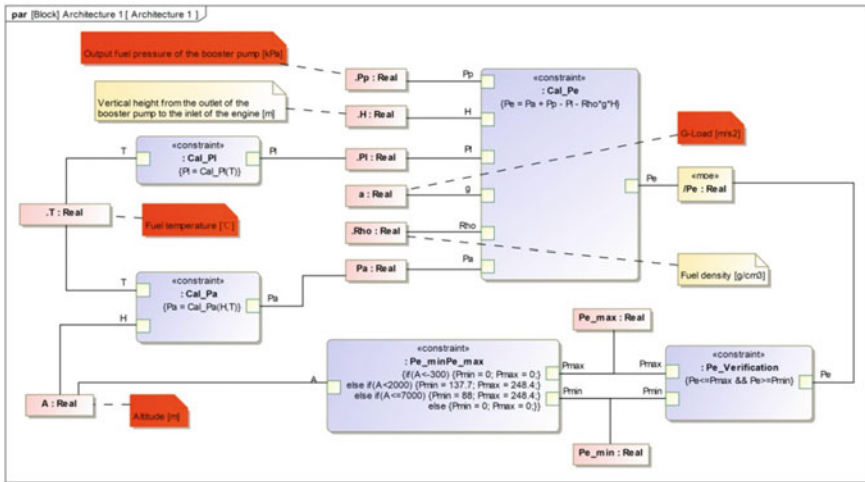 par [Block] Architecture 1 [ Architecture 1 ]
Output fuel pressure of the booster pump [kPa]
.Pp : Real
Pp
«constraint»
: Cal_Pe
{Pe = Pa + Pp - Pl - Rho*g*H}
Vertical height from the outlet of the
booster pump to the inlet of the engine [m]
.H : Real
H
G-Load [m/s2]
T
«constraint»
: Cal_Pl
{Pl = Cal_Pl(T)}
Pl
.Pl : Real
Pl
a : Real
g
Pe
«moe»
/Pe : Real
.T : Real
Fuel temperature [℃]
.Rho : Real
Rho
Pa : Real
Pa
Fuel density [g/cm3]
T
H
«constraint»
: Cal_Pa
{Pa = Cal_Pa(H,T)}
Pa
Pe_max : Real
A
«constraint»
: Pe_minPe_max
{if(A<-300) {Pmin = 0; Pmax = 0;}
else if(A<2000) {Pmin = 137.7; Pmax = 248.4;}
else if(A<=7000) {Pmin = 88; Pmax = 248.4;}
else {Pmin = 0; Pmax = 0;}}
Pmax
Pmin
Pmax
Pmin
«constraint»
: Pe_Verification
{Pe<=Pmax && Pe>=Pmin}
Pe
A : Real
Altitude [m]
Pe_min : Real